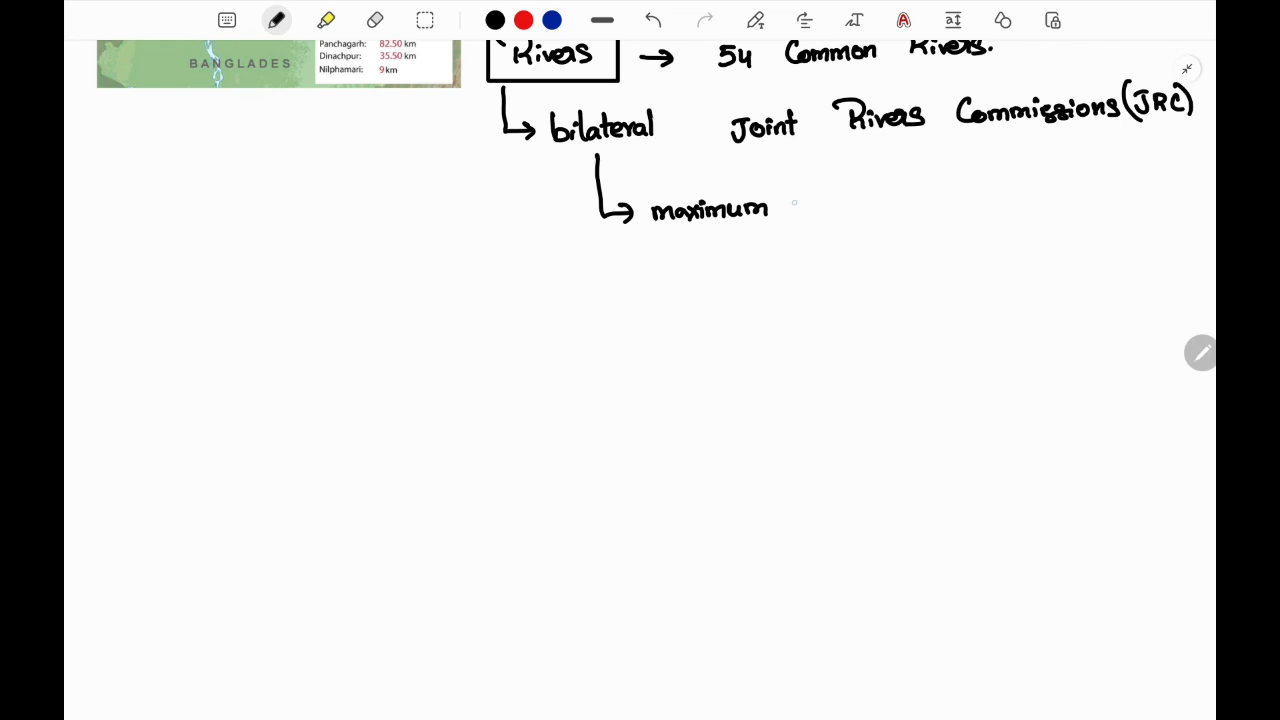 Panchagarh: 82.50 km
Dinachpur: 35.50 km
Nilphamari: 9 km
BANGLADES
Rivers → 54 Common Rivers.
bilateral Joint Rivers Commissions (JRC)
maximum